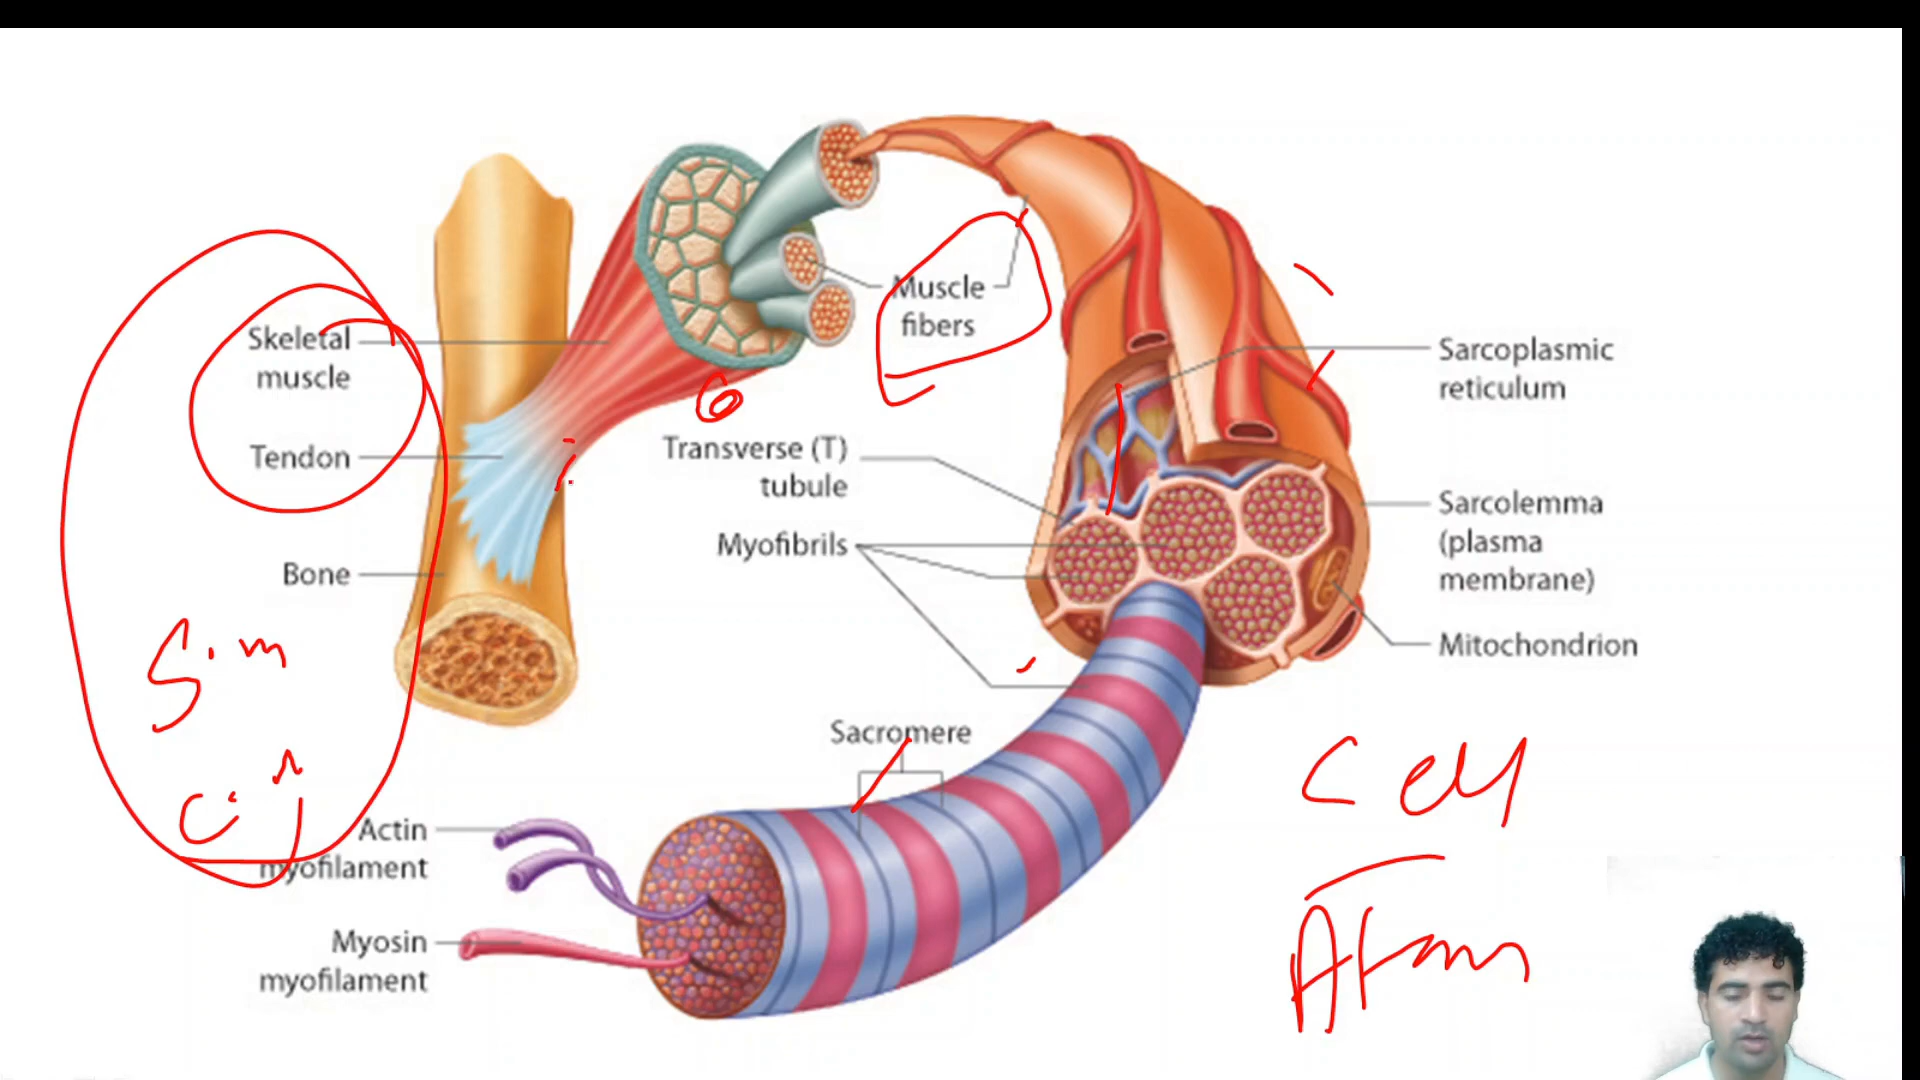 Skeletal
muscle
Tendon
Bone
Muscle
fibers
Transverse (T)
tubule
Myofibrils
Sarcoplasmic
reticulum
Sarcolemma
(plasma
membrane)
Mitochondrion
Sacromere
Actin
myofilament
Myosin
myofilament
S.m
Cell